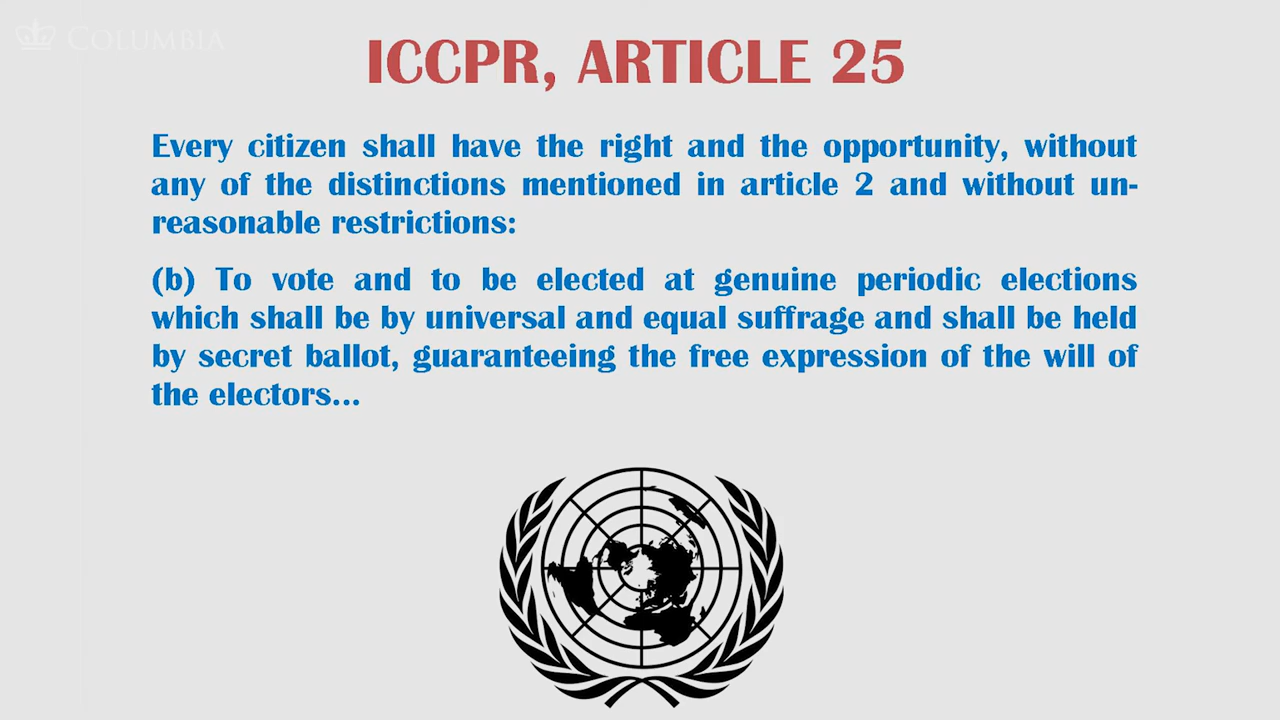 COLUMBIA
ICCPR, ARTICLE 25
Every citizen shall have the right and the opportunity, without
any of the distinctions mentioned in article 2 and without un-
reasonable restrictions:
(b) To vote and to be elected at genuine periodic elections
which shall be by universal and equal suffrage and shall be held
by secret ballot, guaranteeing the free expression of the will of
the electors...